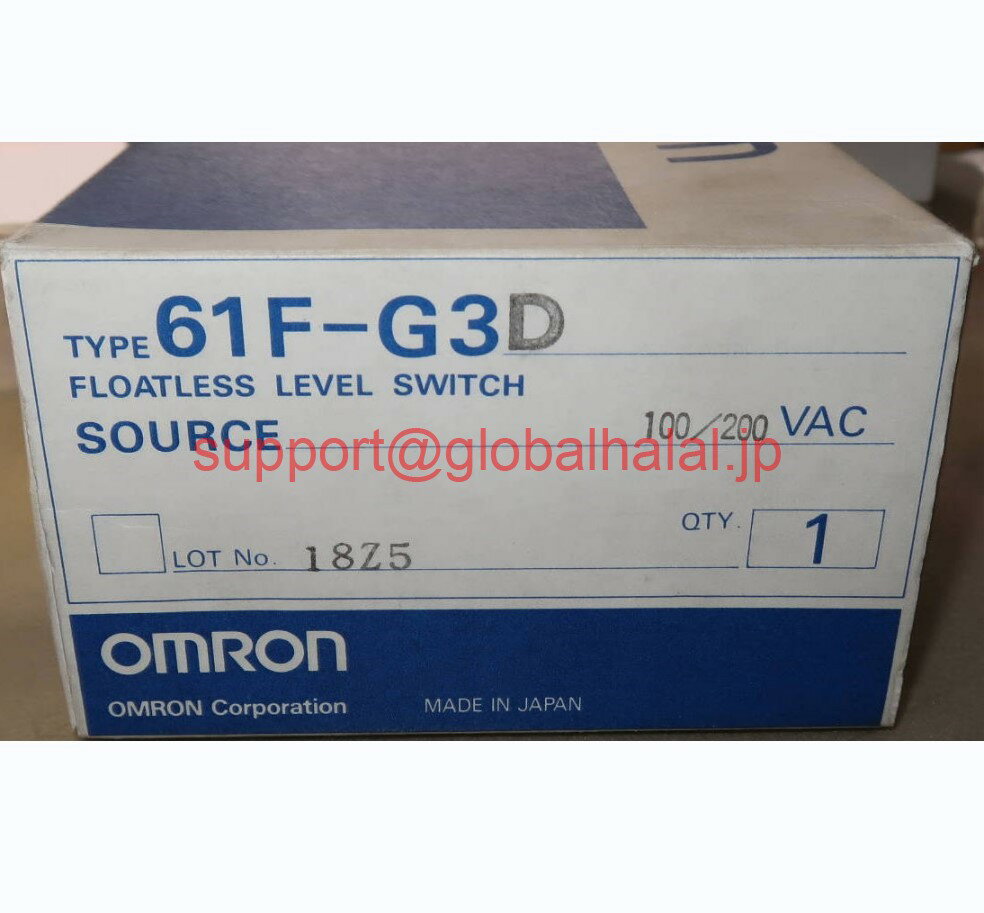 TYPE 61F-G3D
FLOATLESS LEVEL SWITCH
SOURCE 100/200 VAC
support@globalhalal.jp
QTY. 1
LOT No. 18Z5
OMRON
OMRON Corporation MADE IN JAPAN